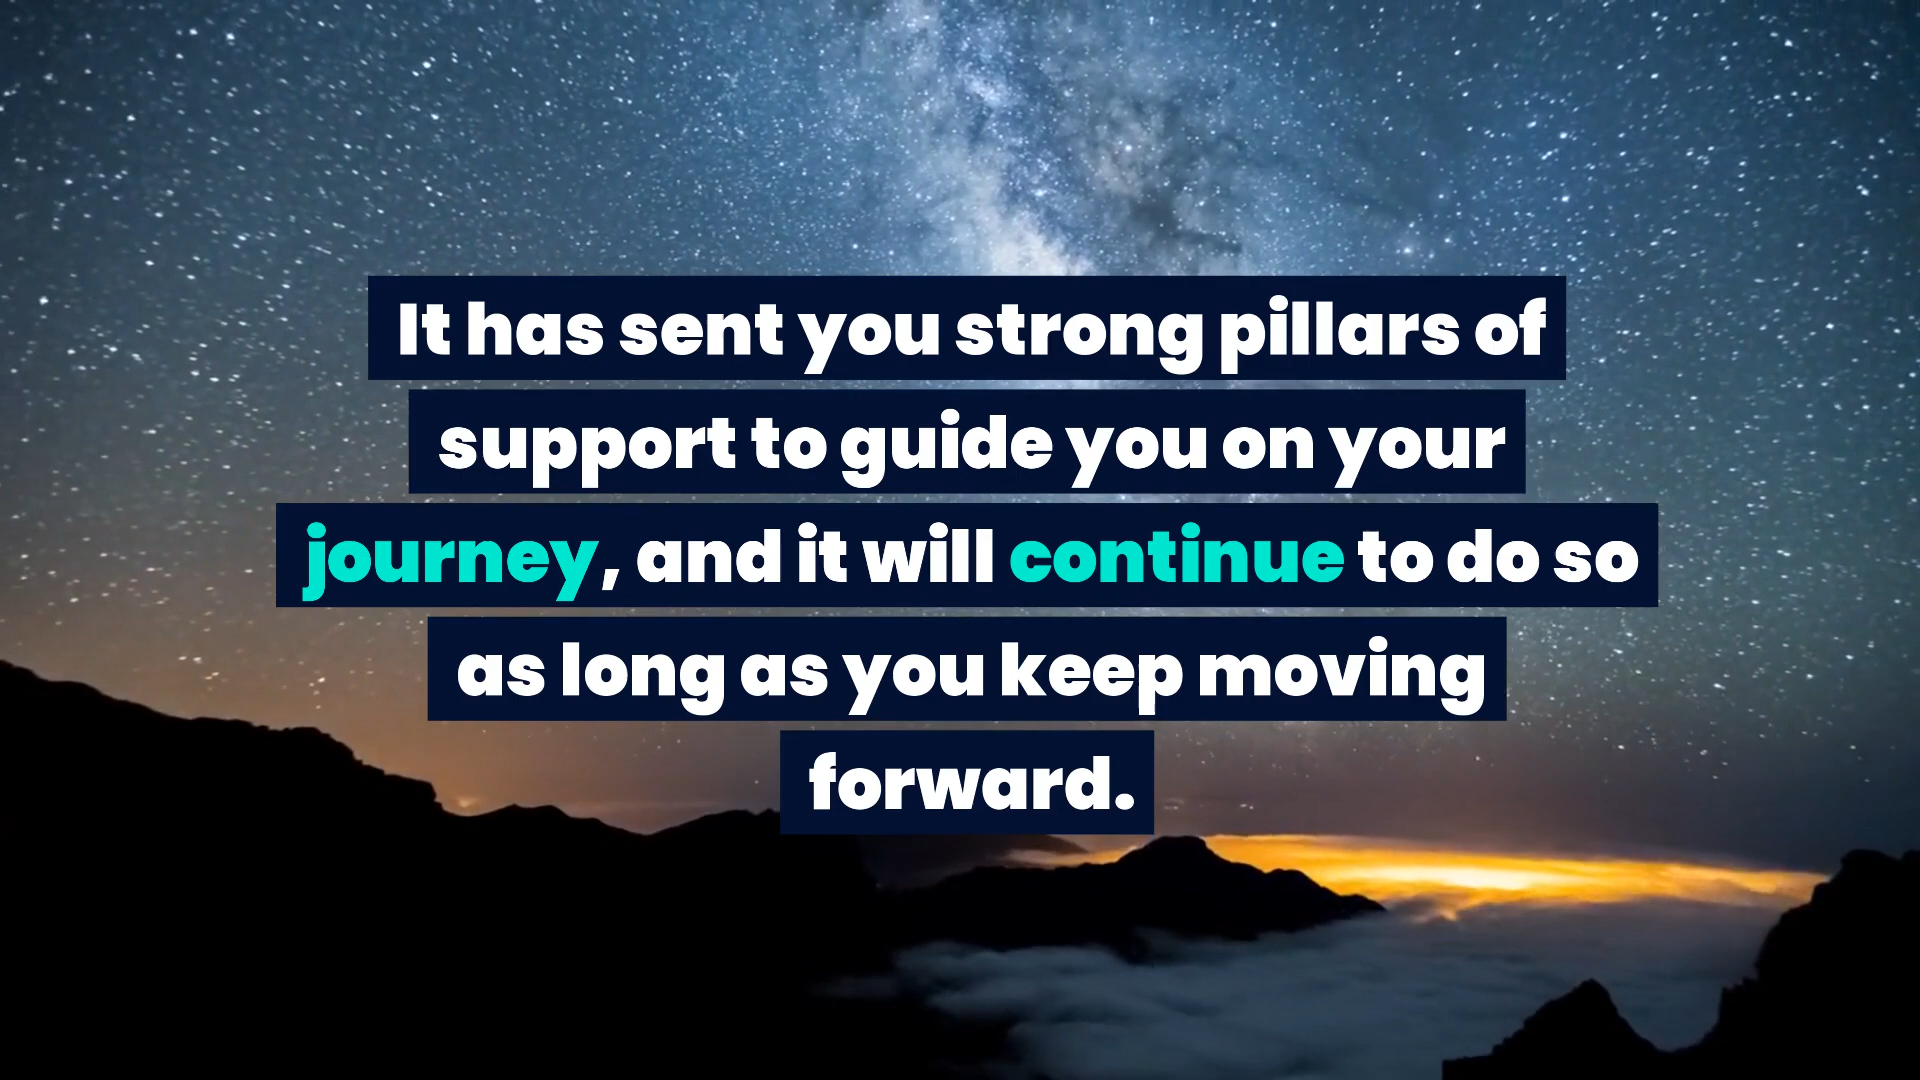 It has sent you strong pillars of
support to guide you on your
journey, and it will continue to do so
as long as you keep moving
forward.